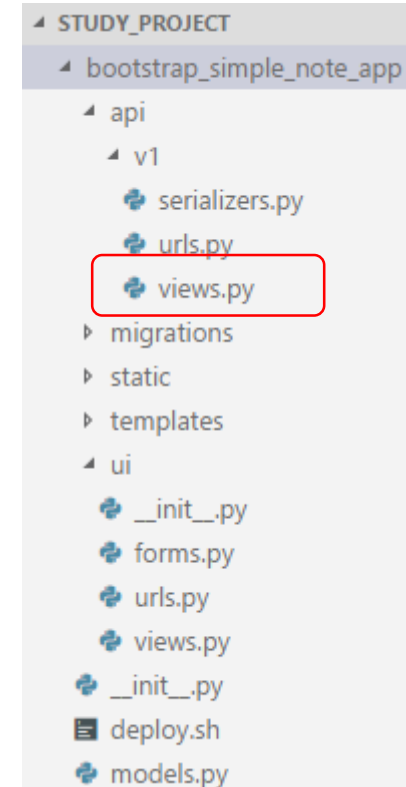 STUDY_PROJECT
bootstrap_simple_note_app
api
v1
serializers.py
urls.py
views.py
migrations
static
templates
ui
__init__.py
forms.py
urls.py
views.py
__init__.py
deploy.sh
models.py